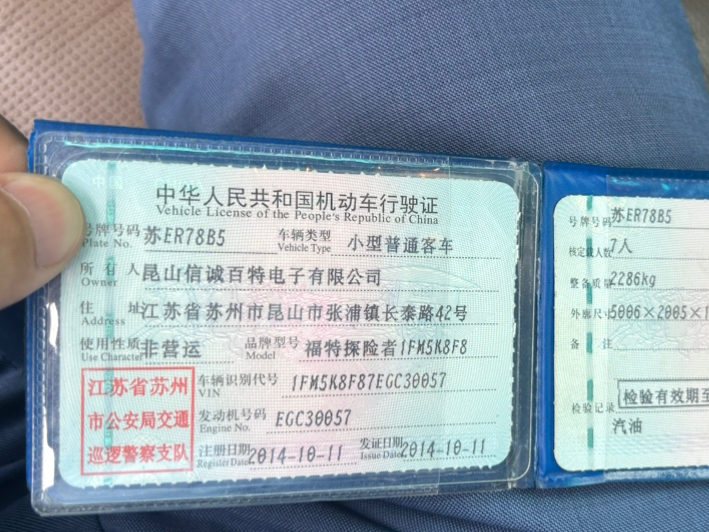 中华人民共和国机动车行驶证
Vehicle License of the People's Republic of China
号牌号码 苏ER78B5 车辆类型 小型普通客车
Plate No. Vehicle Type
所有人 昆山信诚百特电子有限公司
Owner
住址 江苏省苏州市昆山市张浦镇长泰路42号
Address
使用性质 非营运 品牌型号 福特探险者1FM5K8F8
Use Character Model
车辆识别代号 1FM5K8F87EGC30057
VIN
发动机号码 EGC30057
Engine No.
注册日期 2014-10-11 发证日期 2014-10-11
Register Date Issue Date
江苏省苏州
市公安局交通
巡逻警察支队
号牌号码 苏ER78B5
核定载人数 7人
整备质量 2286kg
外廓尺寸 5006×2005×1
备注
检验有效期至
检验记录
汽油